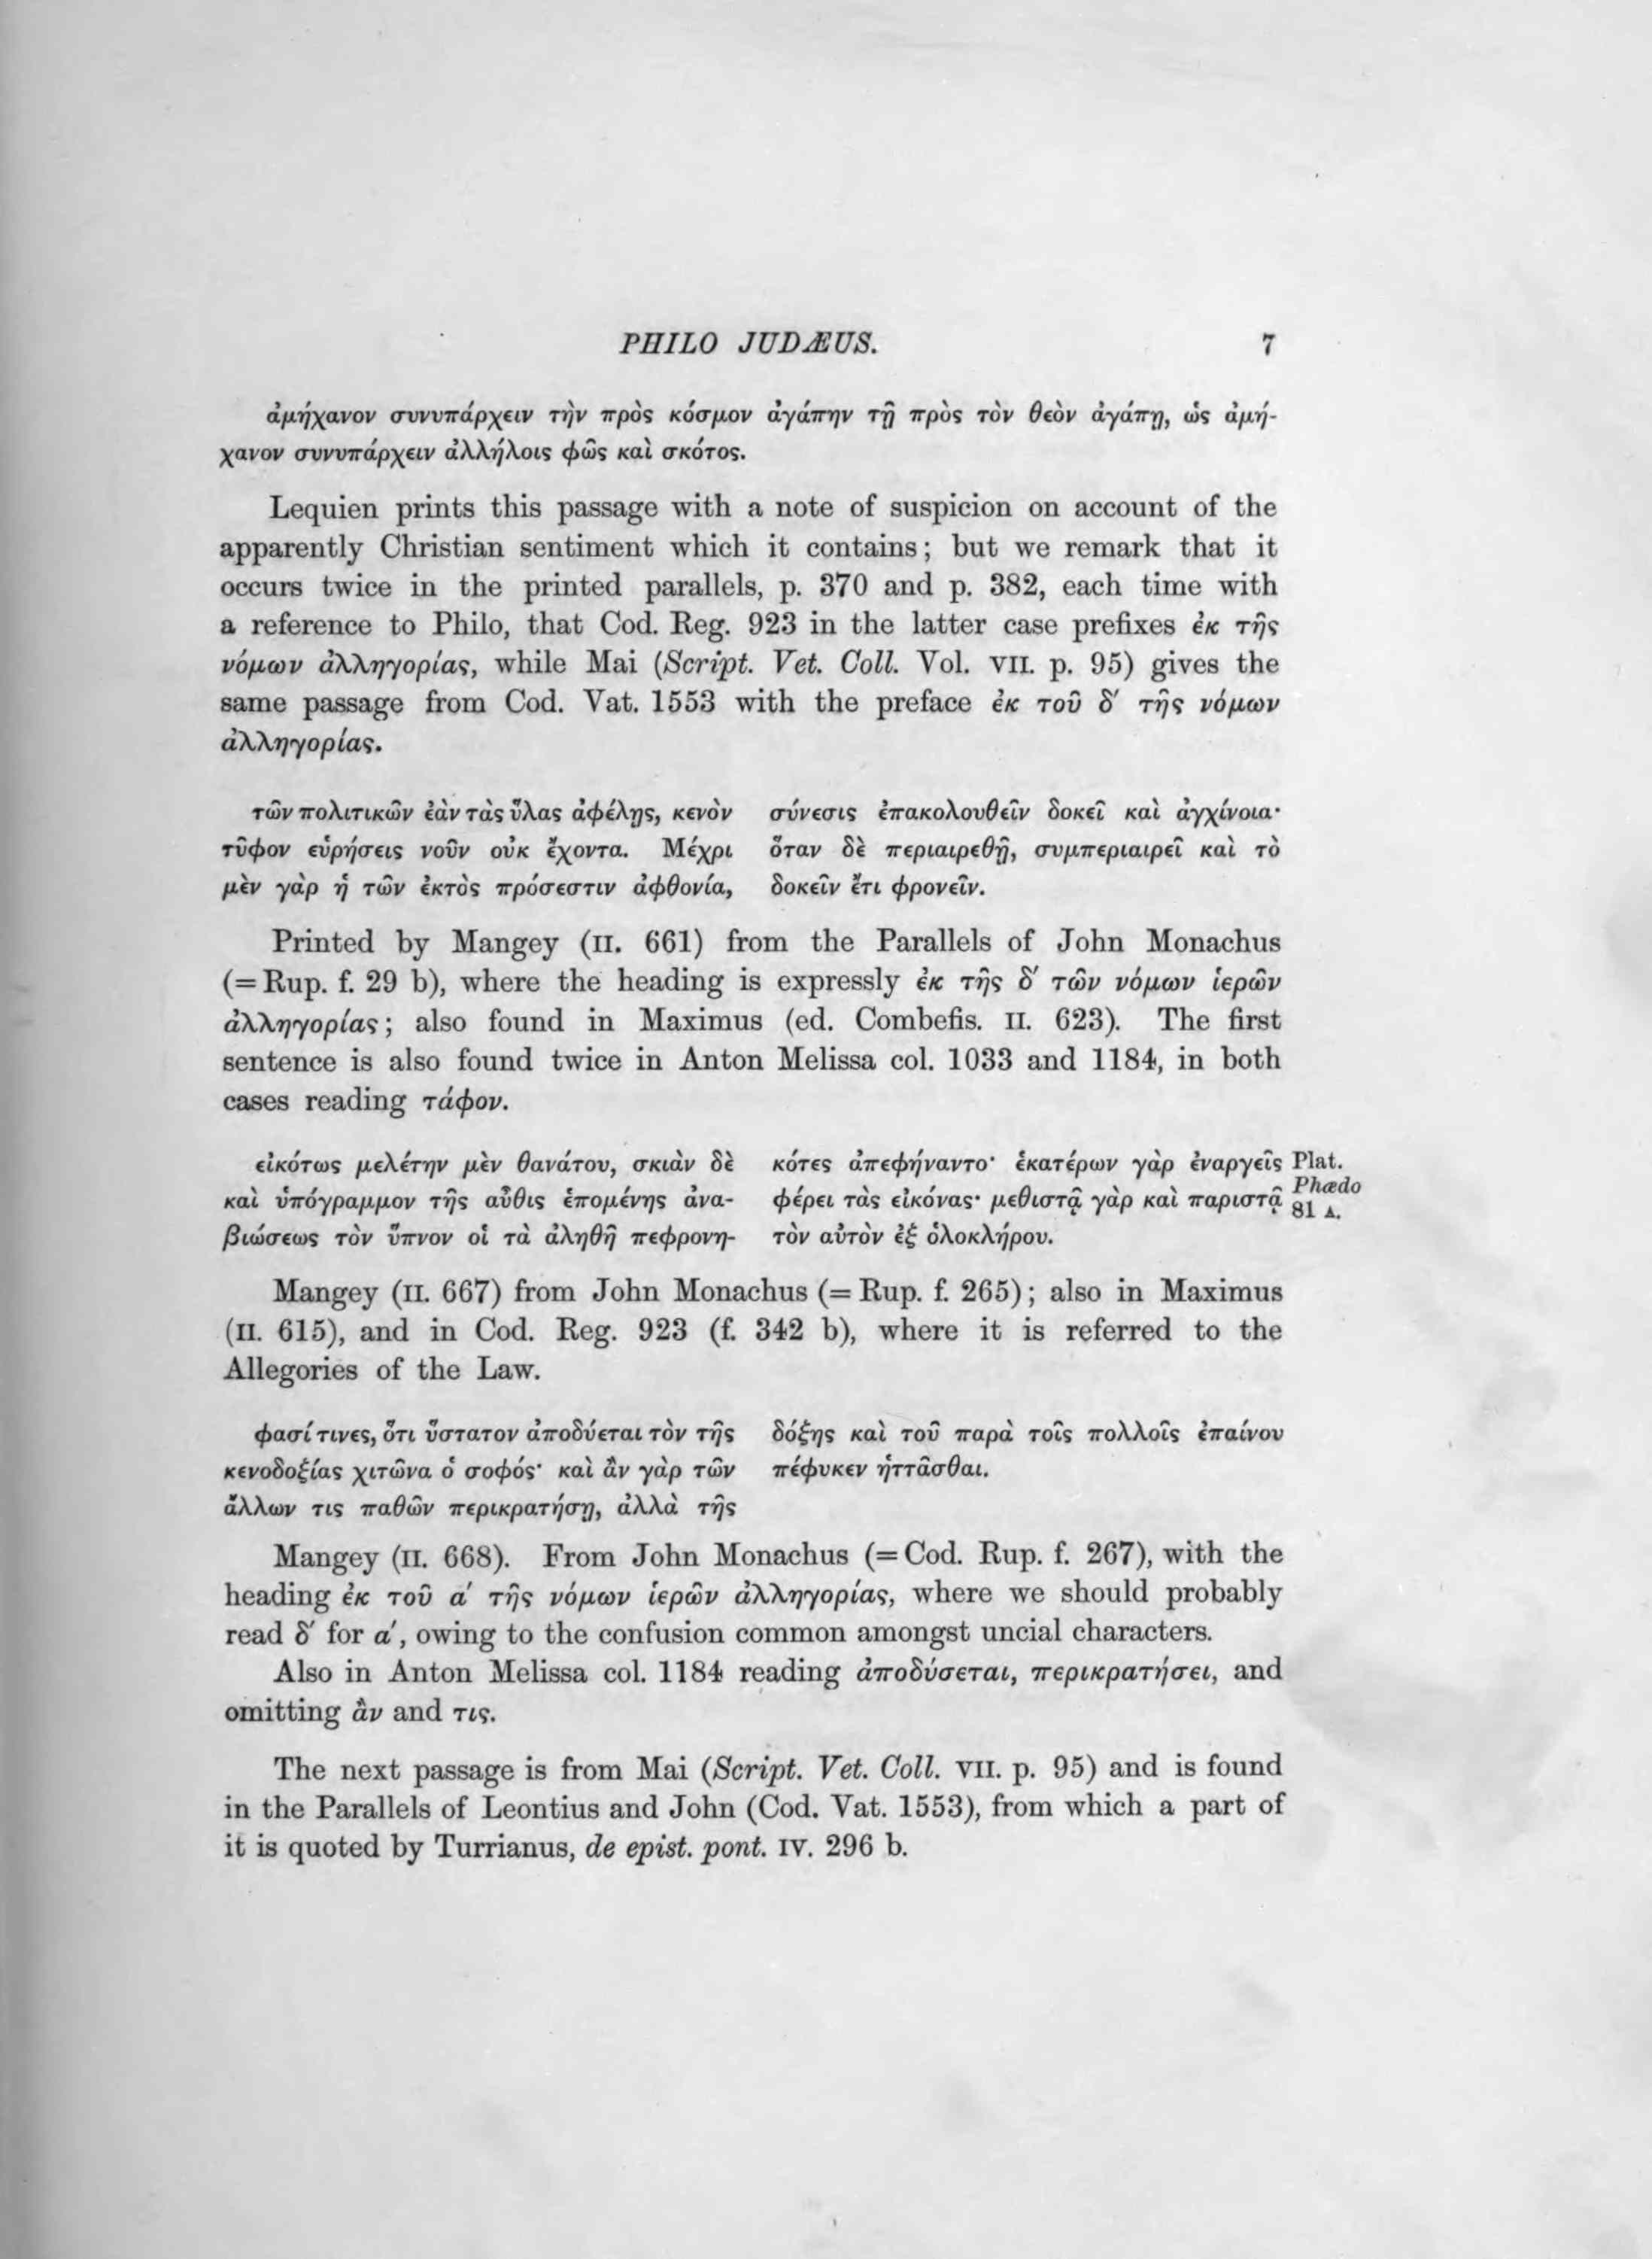 PHILO JUDÆUS. 7
ἀμήχανον συνυπάρχειν τὴν πρὸς κόσμον ἀγάπην τῇ πρὸς τὸν θεὸν ἀγάπῃ, ὡς ἀμή-
χανον συνυπάρχειν ἀλλήλοις φῶς καὶ σκότος.
Lequien prints this passage with a note of suspicion on account of the
apparently Christian sentiment which it contains; but we remark that it
occurs twice in the printed parallels, p. 370 and p. 382, each time with
a reference to Philo, that Cod. Reg. 923 in the latter case prefixes ἐκ τῆς
νόμων ἀλληγορίας, while Mai (Script. Vet. Coll. Vol. VII. p. 95) gives the
same passage from Cod. Vat. 1553 with the preface ἐκ τοῦ δ′ τῆς νόμων
ἀλληγορίας.
τῶν πολιτικῶν ἐὰν τὰς ὕλας ἀφέλῃς, κενὸν
τῦφον εὑρήσεις νοῦν οὐκ ἔχοντα. Μέχρι
μὲν γὰρ ἡ τῶν ἐκτὸς πρόσεστιν ἀφθονία,
σύνεσις ἐπακολουθεῖν δοκεῖ καὶ ἀγχίνοια·
ὅταν δὲ περιαιρεθῇ, συμπεριαιρεῖ καὶ τὸ
δοκεῖν ἔτι φρονεῖν.
Printed by Mangey (II. 661) from the Parallels of John Monachus
(= Rup. f. 29 b), where the heading is expressly ἐκ τῆς δ′ τῶν νόμων ἱερῶν
ἀλληγορίας; also found in Maximus (ed. Combefis. II. 623). The first
sentence is also found twice in Anton Melissa col. 1033 and 1184, in both
cases reading τάφον.
εἰκότως μελέτην μὲν θανάτου, σκιὰν δὲ
καὶ ὑπόγραμμον τῆς αὖθις ἑπομένης ἀνα-
βιώσεως τὸν ὕπνον οἱ τὰ ἀληθῆ πεφρονη-
κότες ἀπεφήναντο· ἑκατέρων γὰρ ἐναργεῖς
φέρει τὰς εἰκόνας· μεθιστᾷ γὰρ καὶ παριστᾷ
τὸν αὐτὸν ἐξ ὁλοκλήρου.
Plat.
Phædo
81 A.
Mangey (II. 667) from John Monachus (= Rup. f. 265); also in Maximus
(II. 615), and in Cod. Reg. 923 (f. 342 b), where it is referred to the
Allegories of the Law.
φασί τινες, ὅτι ὕστατον ἀποδύεται τὸν τῆς
κενοδοξίας χιτῶνα ὁ σοφός· καὶ ἂν γὰρ τῶν
ἄλλων τις παθῶν περικρατήσῃ, ἀλλὰ τῆς
δόξης καὶ τοῦ παρὰ τοῖς πολλοῖς ἐπαίνου
πέφυκεν ἡττᾶσθαι.
Mangey (II. 668). From John Monachus (= Cod. Rup. f. 267), with the
heading ἐκ τοῦ α′ τῆς νόμων ἱερῶν ἀλληγορίας, where we should probably
read δ′ for α′, owing to the confusion common amongst uncial characters.
Also in Anton Melissa col. 1184 reading ἀποδύσεται, περικρατήσει, and
omitting ἂν and τις.
The next passage is from Mai (Script. Vet. Coll. VII. p. 95) and is found
in the Parallels of Leontius and John (Cod. Vat. 1553), from which a part of
it is quoted by Turrianus, de epist. pont. IV. 296 b.